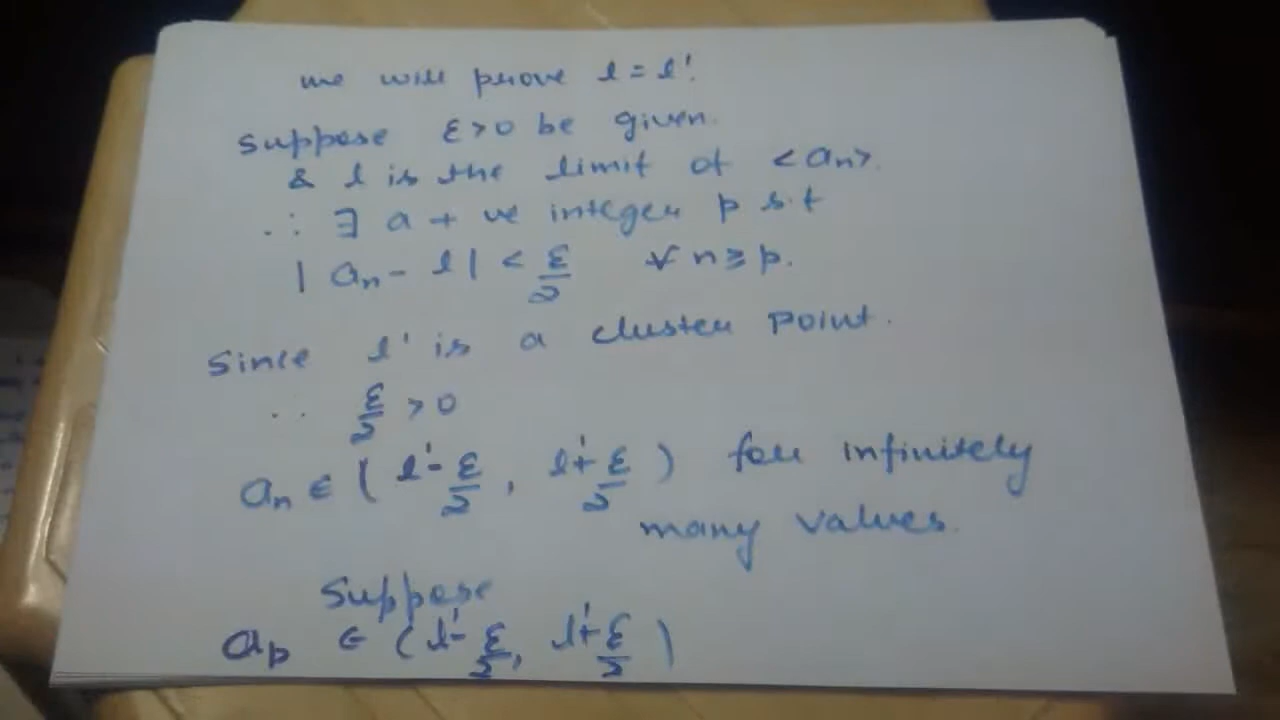 we will prove l = l'.
Suppose ε>0 be given.
& l is the limit of <an>.
∴ ∃ a + ve integer p s.t
| an - l | < ε/2 ∀ n ≥ p.
Since l' is a cluster point.
∴ ε/2 > 0
an ∈ ( l' - ε/2 , l' + ε/2 ) for infinitely
many values.
Suppose
ap ∈ ( l' - ε/2, l' + ε/2 )